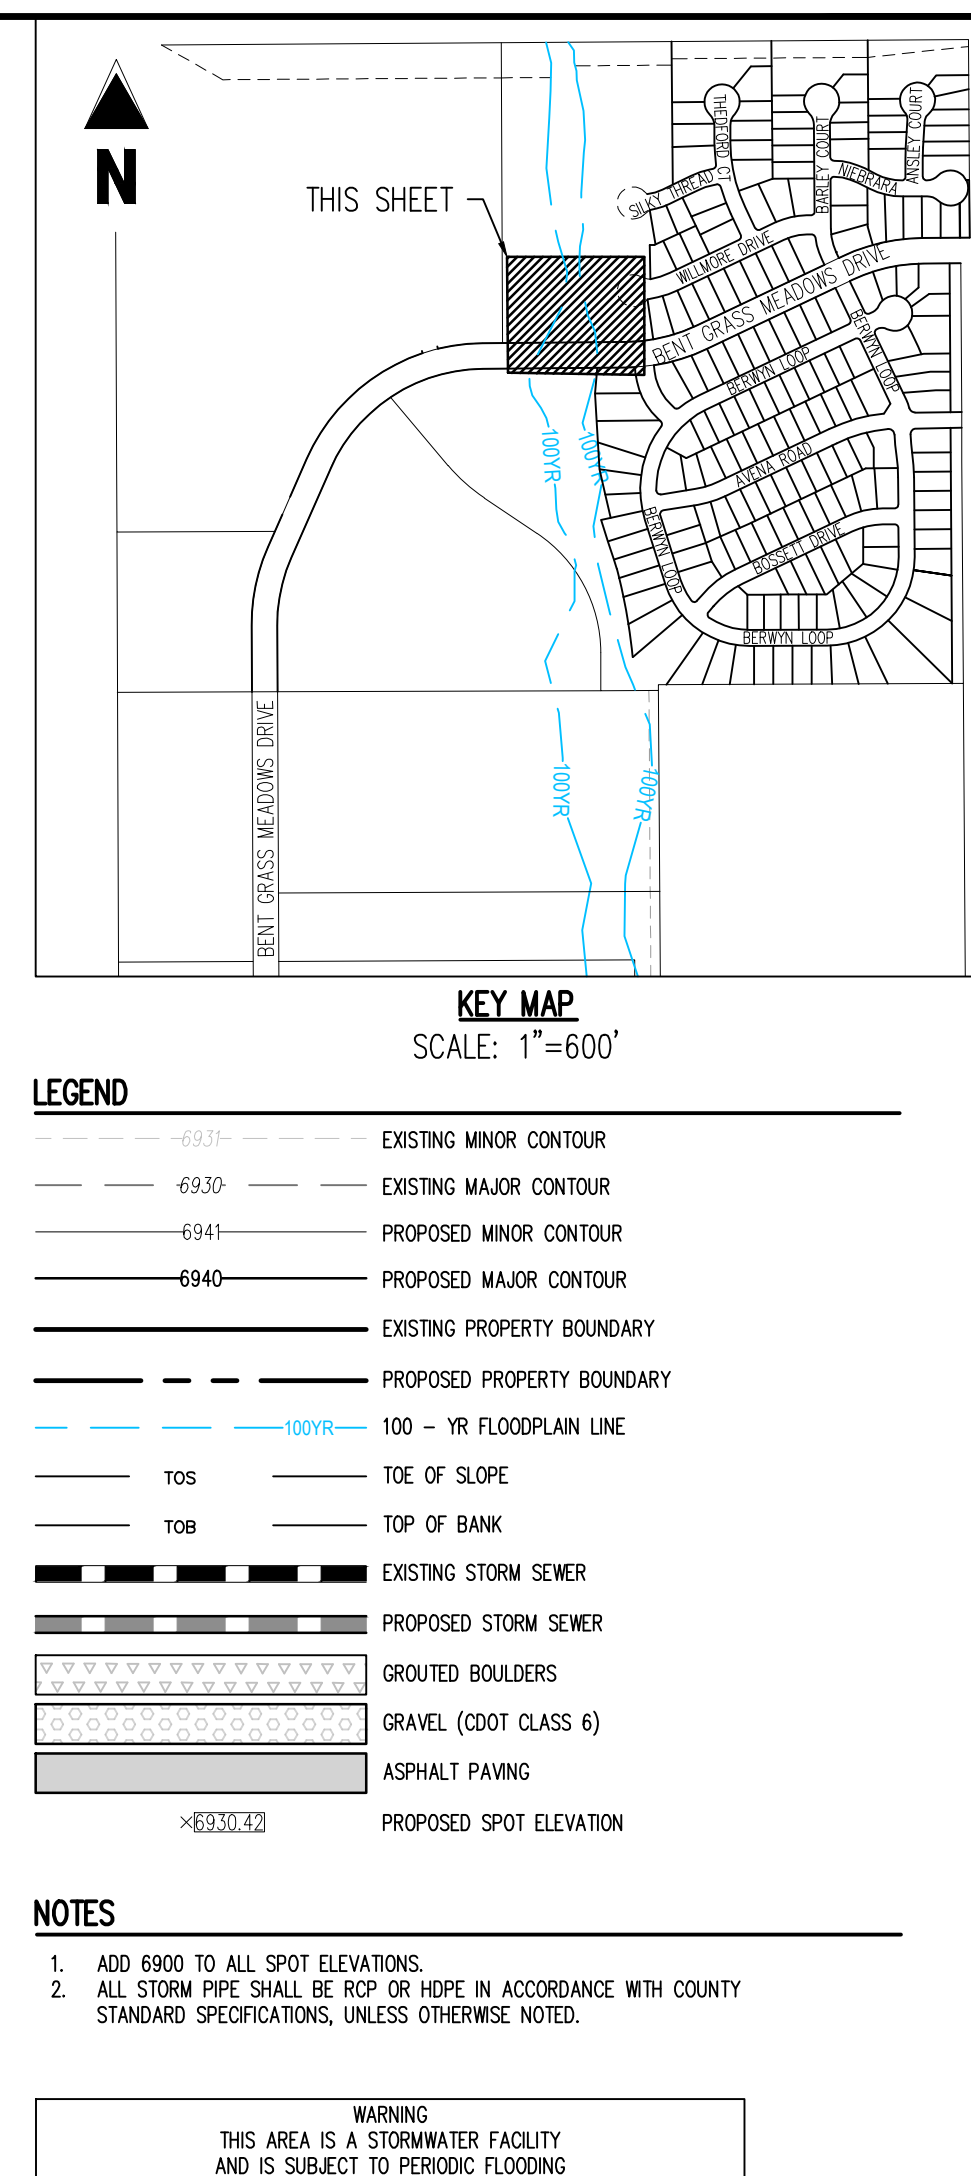 N
THIS SHEET
THEDFORD CT
BARLEY COURT
ANSLEY COURT
NIEBRARA
SILKY THREAD
WILLMORE DRIVE
BENT GRASS MEADOWS DRIVE
BERWYN LOOP
BERWYN LOOP
100YR
100YR
AVENA ROAD
BERWYN LOOP
BOSSETT DRIVE
BERWYN LOOP
BENT GRASS MEADOWS DRIVE
100YR
100YR
KEY MAP
SCALE: 1"=600'
LEGEND
6931 EXISTING MINOR CONTOUR
6930 EXISTING MAJOR CONTOUR
6941 PROPOSED MINOR CONTOUR
6940 PROPOSED MAJOR CONTOUR
EXISTING PROPERTY BOUNDARY
PROPOSED PROPERTY BOUNDARY
100YR 100 - YR FLOODPLAIN LINE
TOS TOE OF SLOPE
TOB TOP OF BANK
EXISTING STORM SEWER
PROPOSED STORM SEWER
GROUTED BOULDERS
GRAVEL (CDOT CLASS 6)
ASPHALT PAVING
×6930.42 PROPOSED SPOT ELEVATION
NOTES
1. ADD 6900 TO ALL SPOT ELEVATIONS.
2. ALL STORM PIPE SHALL BE RCP OR HDPE IN ACCORDANCE WITH COUNTY
STANDARD SPECIFICATIONS, UNLESS OTHERWISE NOTED.
WARNING
THIS AREA IS A STORMWATER FACILITY
AND IS SUBJECT TO PERIODIC FLOODING